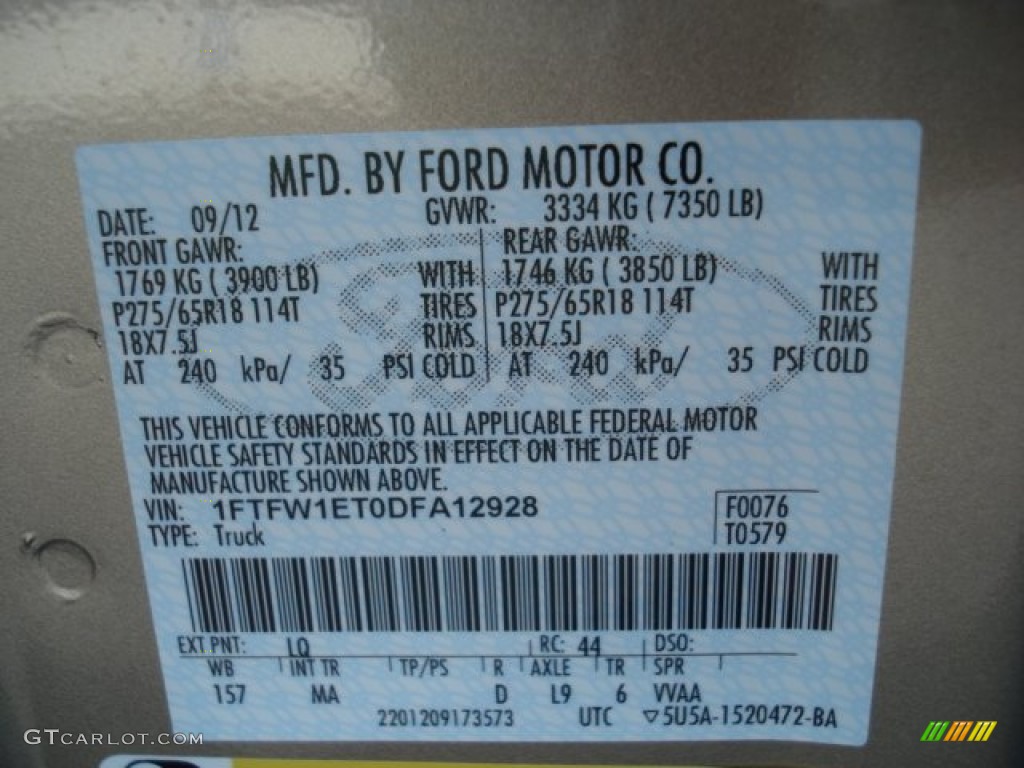 MFD. BY FORD MOTOR CO.
DATE: 09/12 GVWR: 3334 KG ( 7350 LB)
FRONT GAWR: REAR GAWR:
1769 KG ( 3900 LB) WITH 1746 KG ( 3850 LB) WITH
P275/65R18 114T TIRES P275/65R18 114T TIRES
18X7.5J RIMS 18X7.5J RIMS
AT 240 kPa/ 35 PSI COLD AT 240 kPa/ 35 PSI COLD
THIS VEHICLE CONFORMS TO ALL APPLICABLE FEDERAL MOTOR
VEHICLE SAFETY STANDARDS IN EFFECT ON THE DATE OF
MANUFACTURE SHOWN ABOVE.
VIN: 1FTFW1ET0DFA12928 F0076
TYPE: Truck T0579
EXT PNT: LQ RC: 44 DSO:
WB INT TR TP/PS R AXLE TR SPR
157 MA D L9 6 VVAA
2201209173573 UTC ▽5U5A-1520472-BA
GTCARLOT.COM